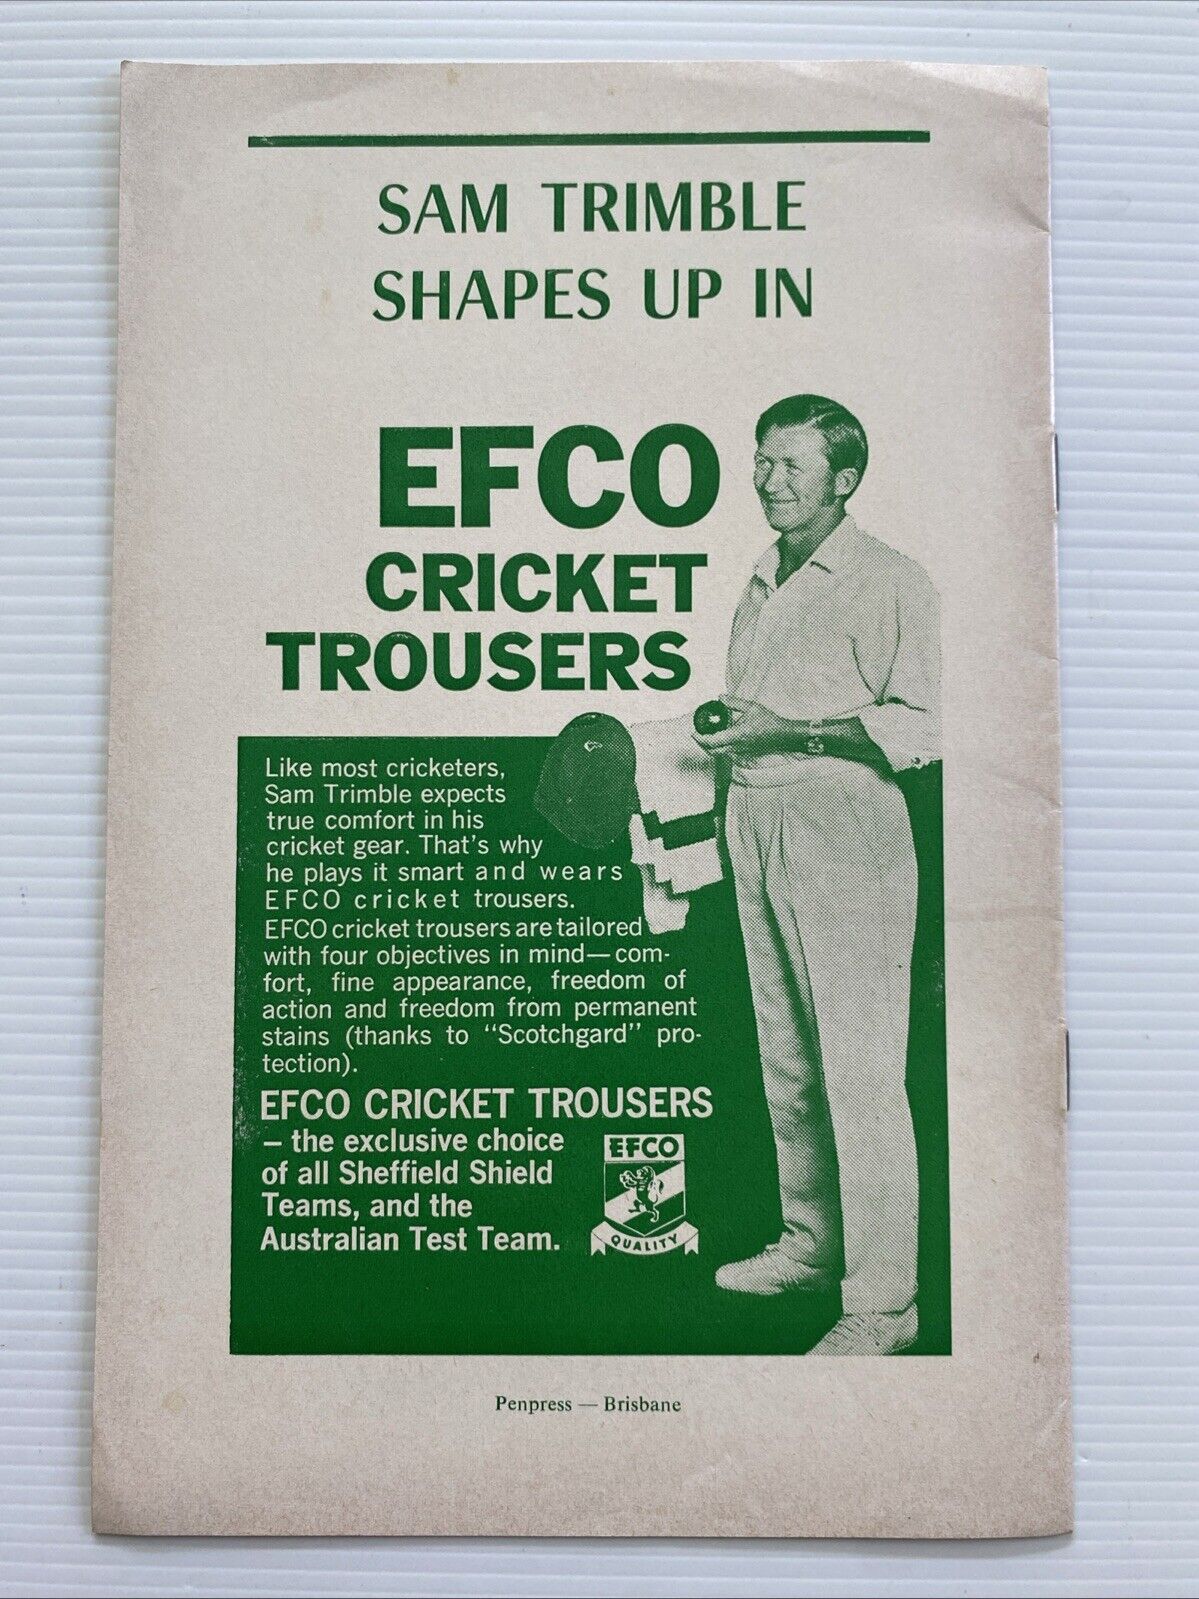 SAM TRIMBLE
SHAPES UP IN
EFCO
CRICKET
TROUSERS
Like most cricketers,
Sam Trimble expects
true comfort in his
cricket gear. That's why
he plays it smart and wears
EFCO cricket trousers.
EFCO cricket trousers are tailored
with four objectives in mind—com-
fort, fine appearance, freedom of
action and freedom from permanent
stains (thanks to "Scotchgard" pro-
tection).
EFCO CRICKET TROUSERS
– the exclusive choice
of all Sheffield Shield
Teams, and the
Australian Test Team.
EFCO
QUALITY
Penpress — Brisbane